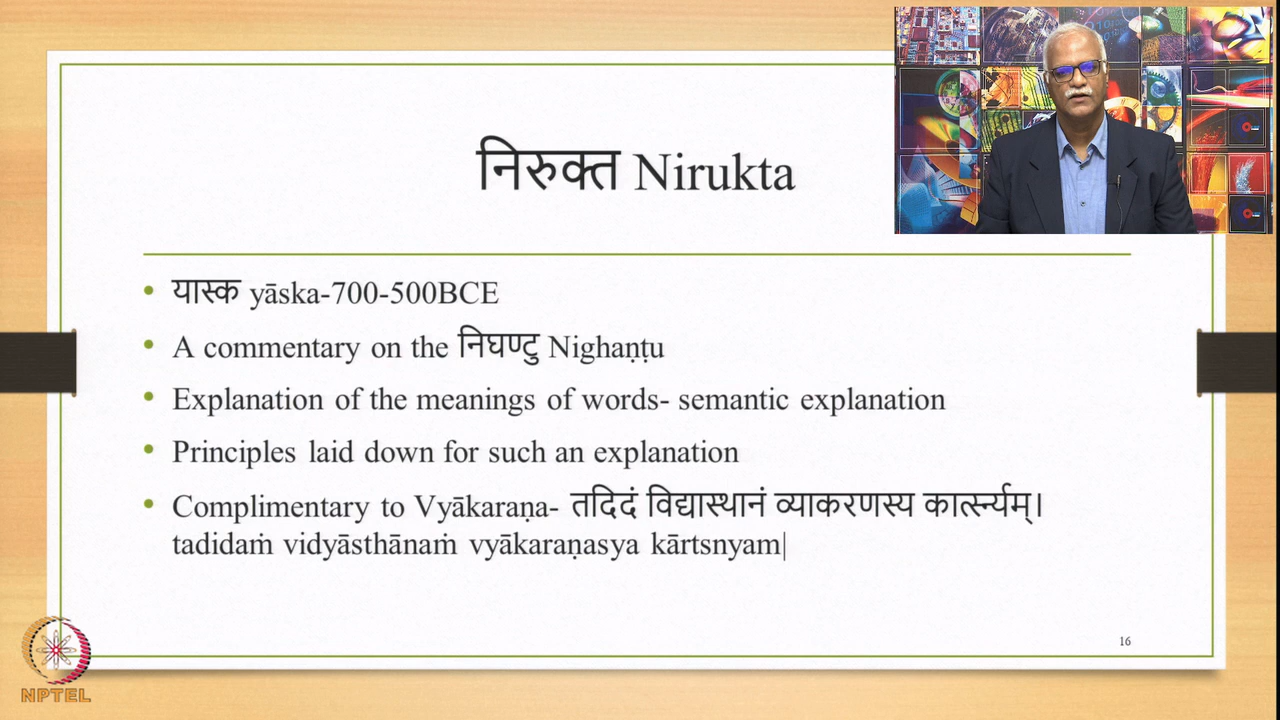 निरुक्त Nirukta
• यास्क yāska-700-500BCE
• A commentary on the निघण्टु Nighaṇṭu
• Explanation of the meanings of words- semantic explanation
• Principles laid down for such an explanation
• Complimentary to Vyākaraṇa- तदिदं विद्यास्थानं व्याकरणस्य कार्त्स्न्यम्।
tadidaṁ vidyāsthānaṁ vyākaraṇasya kārtsnyam|
16
NPTEL